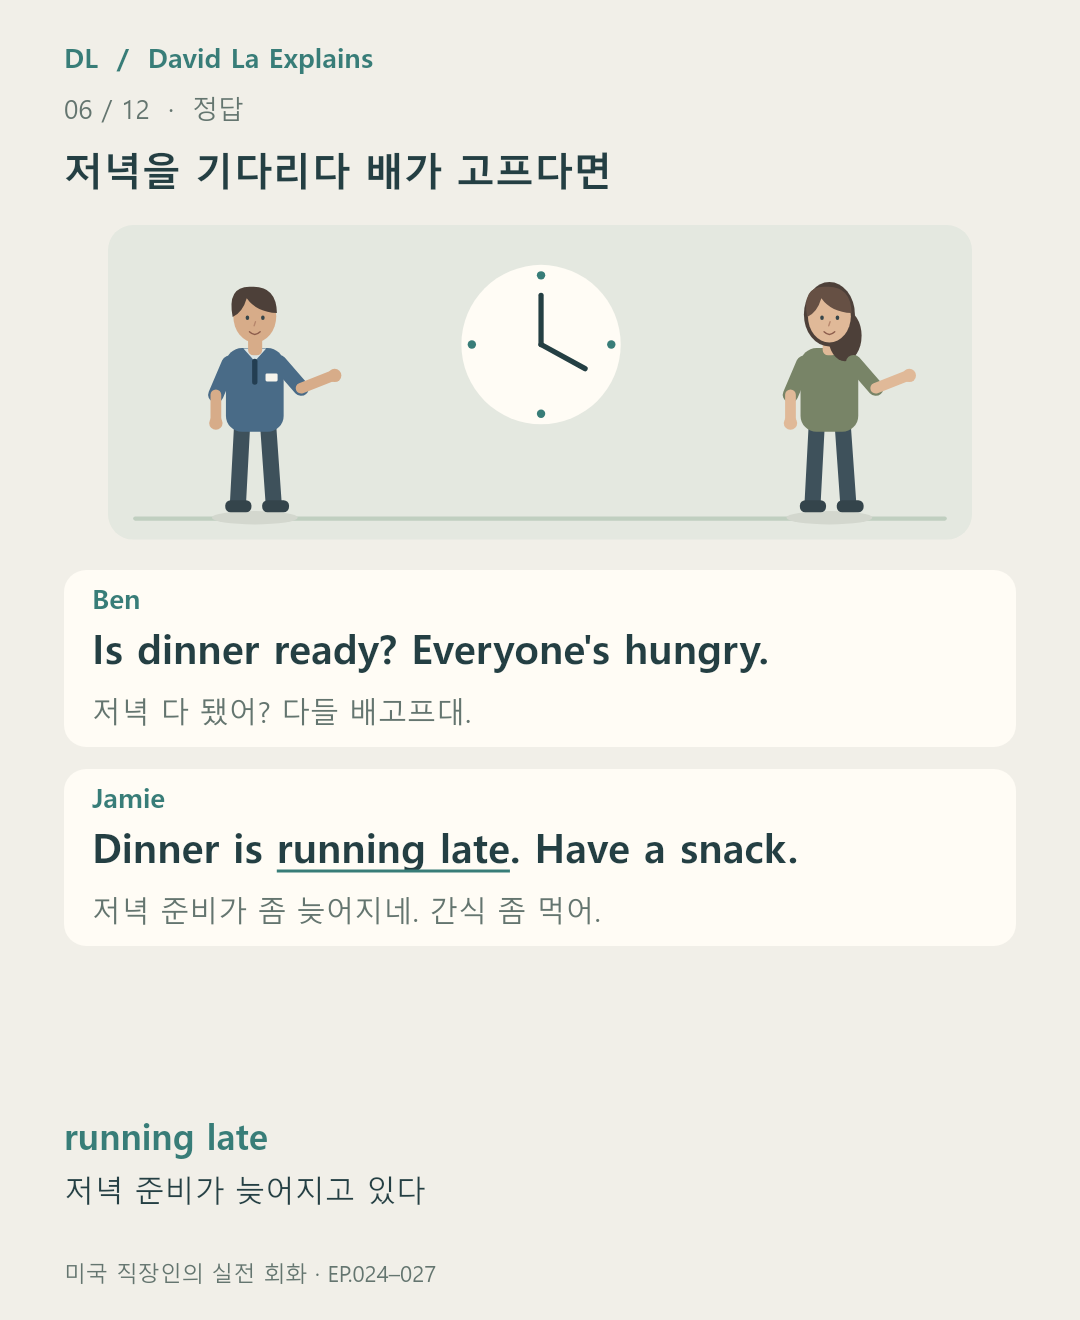 DL / David La Explains
06 / 12 · 정답
저녁을 기다리다 배가 고프다면
Ben
Is dinner ready? Everyone's hungry.
저녁 다 됐어? 다들 배고프대.
Jamie
Dinner is running late. Have a snack.
저녁 준비가 좀 늦어지네. 간식 좀 먹어.
running late
저녁 준비가 늦어지고 있다
미국 직장인의 실전 회화 · EP.024–027